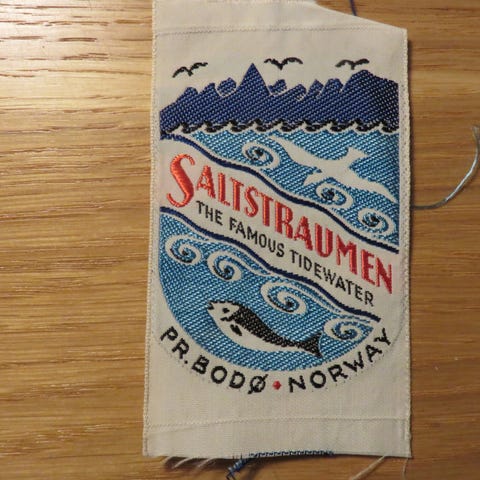 SALTSTRAUMEN
THE FAMOUS TIDEWATER
PR. BODØ • NORWAY